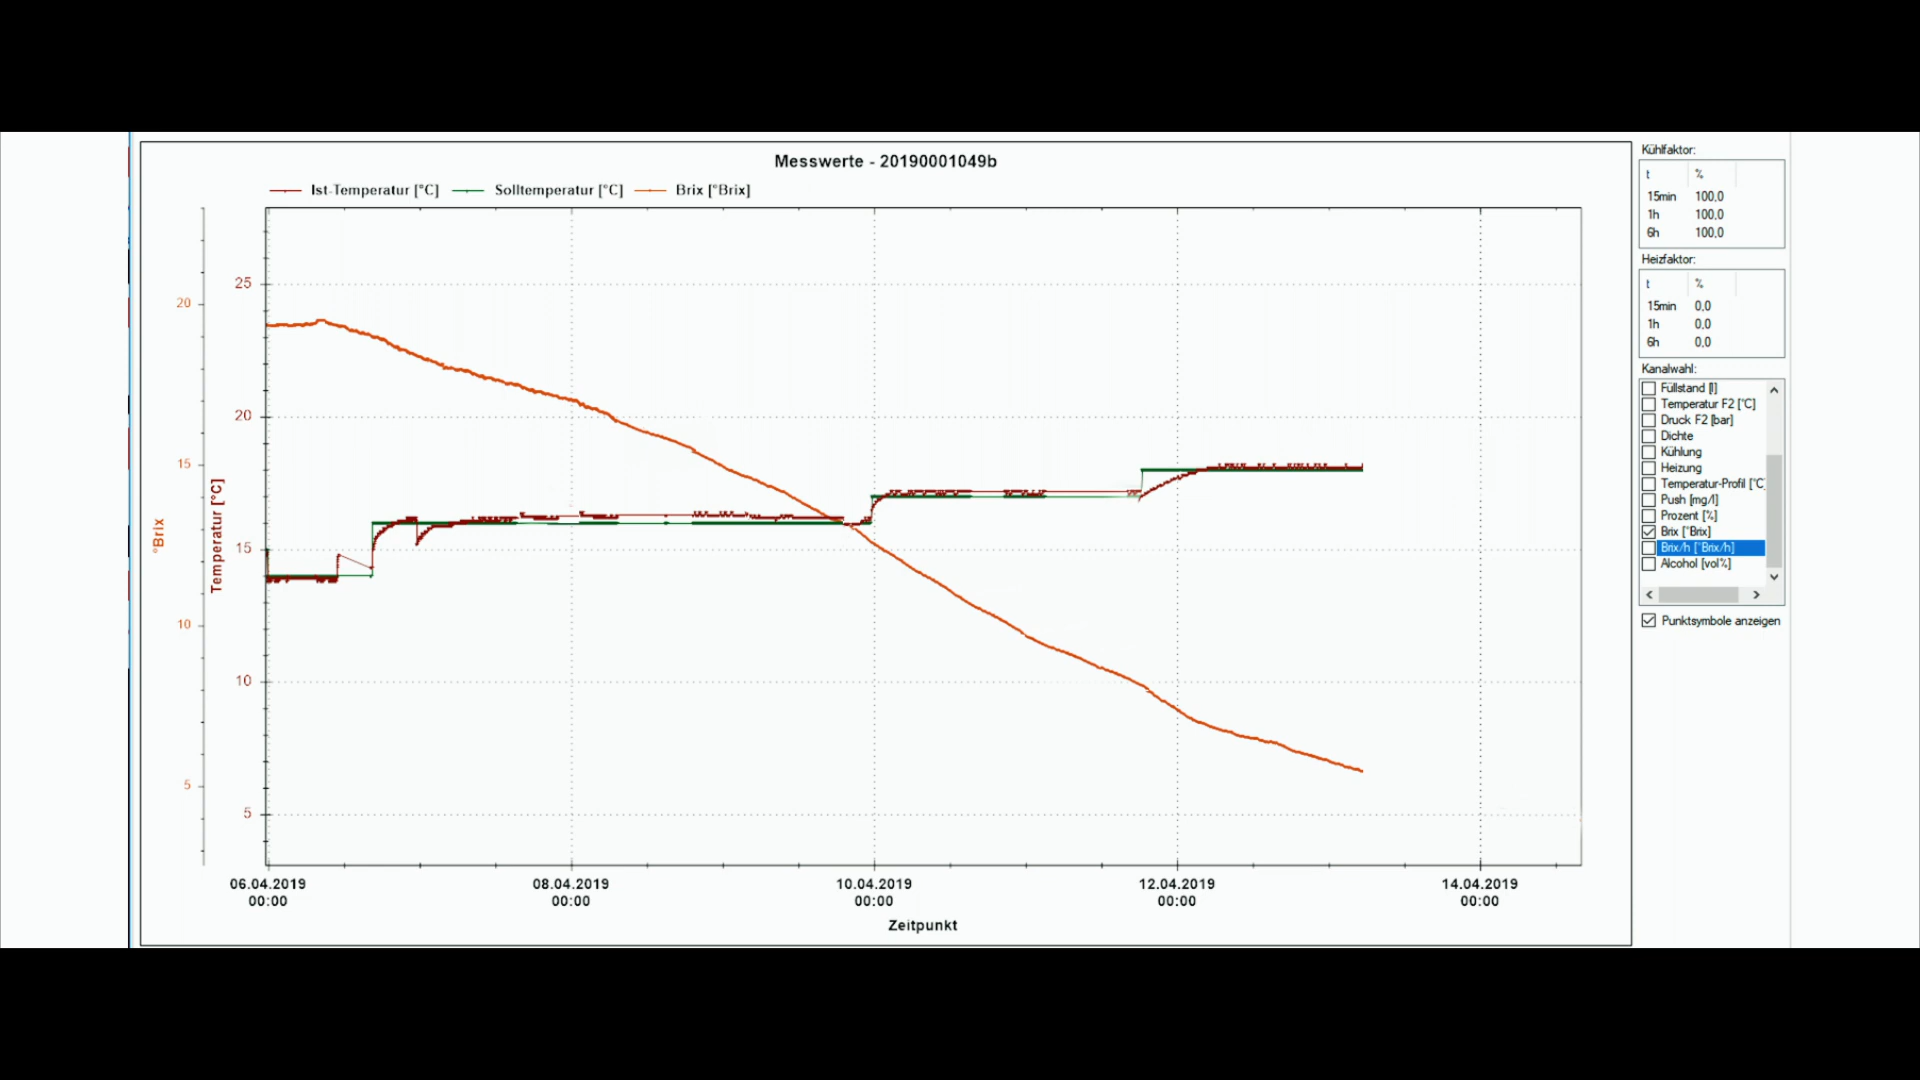 Messwerte - 20190001049b
Ist-Temperatur [°C] Solltemperatur [°C] Brix [°Brix]
°Brix
20
15
10
5
Temperatur [°C]
25
20
15
10
5
06.04.2019 08.04.2019 10.04.2019 12.04.2019 14.04.2019
00:00 00:00 00:00 00:00 00:00
Zeitpunkt
Kühlfaktor:
t %
15min 100,0
1h 100,0
6h 100,0
Heizfaktor:
t %
15min 0,0
1h 0,0
6h 0,0
Kanalwahl:
Füllstand [l]
Temperatur F2 [°C]
Druck F2 [bar]
Dichte
Kühlung
Heizung
Temperatur-Profil [°C
Push [mg/l]
Prozent [%]
Brix [°Brix]
Brix/h [°Brix/h]
Alcohol [vol%]
Punktsymbole anzeigen